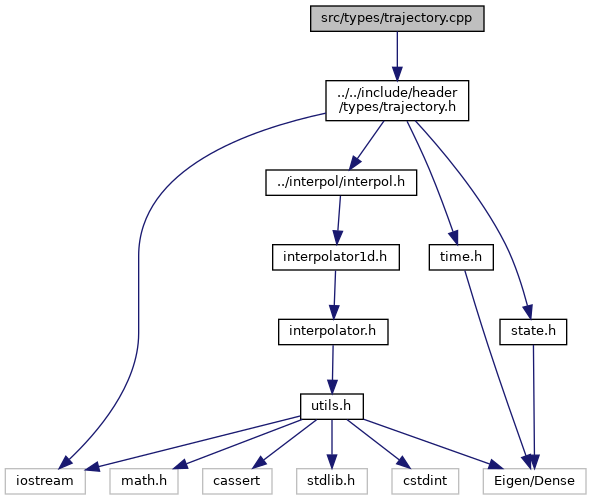 src/types/trajectory.cpp
../../include/header
/types/trajectory.h
../interpol/interpol.h
interpolator1d.h
time.h
interpolator.h
state.h
utils.h
iostream
math.h
cassert
stdlib.h
cstdint
Eigen/Dense